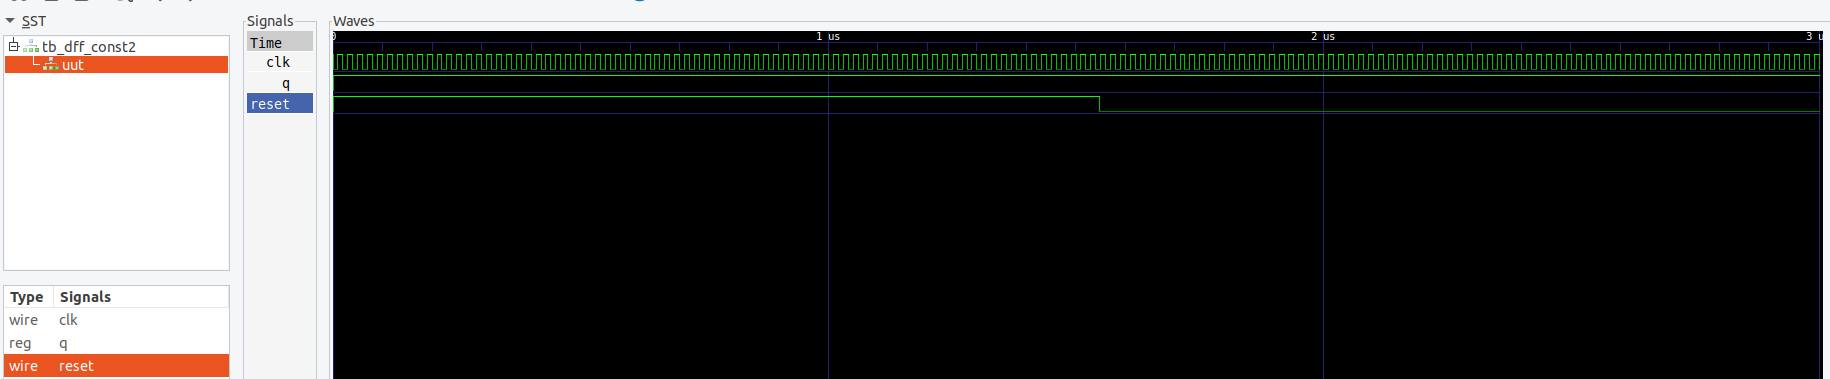 SST
tb_dff_const2
uut
Type Signals
wire clk
reg q
wire reset
Signals
Time
clk
q
reset
Waves
0 1 us 2 us 3 u